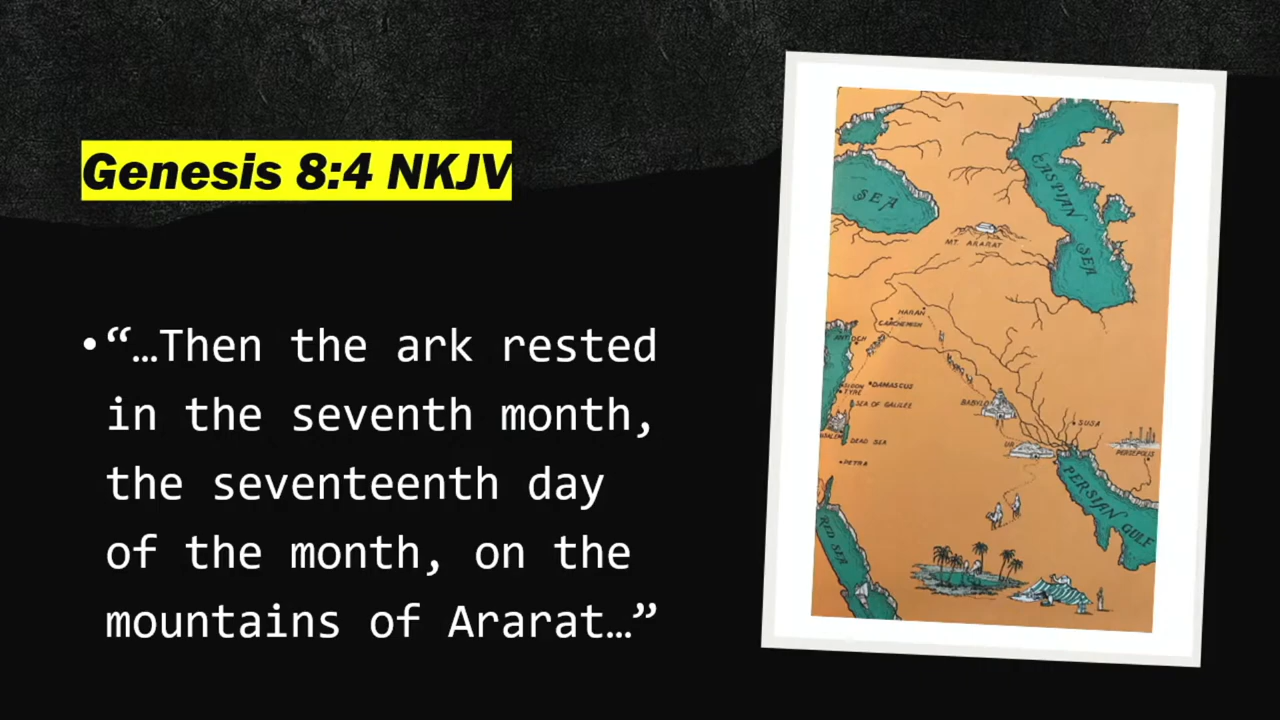 Genesis 8:4 NKJV
•“…Then the ark rested
in the seventh month,
the seventeenth day
of the month, on the
mountains of Ararat…”
SEA
CASPIAN
SEA
MT. ARARAT
HARAN
CARCHEMISH
TYRE
DAMASCUS
SEA OF GALILEE
BABYLON
SUSA
DEAD SEA
UR
PERSEPOLIS
PETRA
PERSIAN GULF
RED SEA